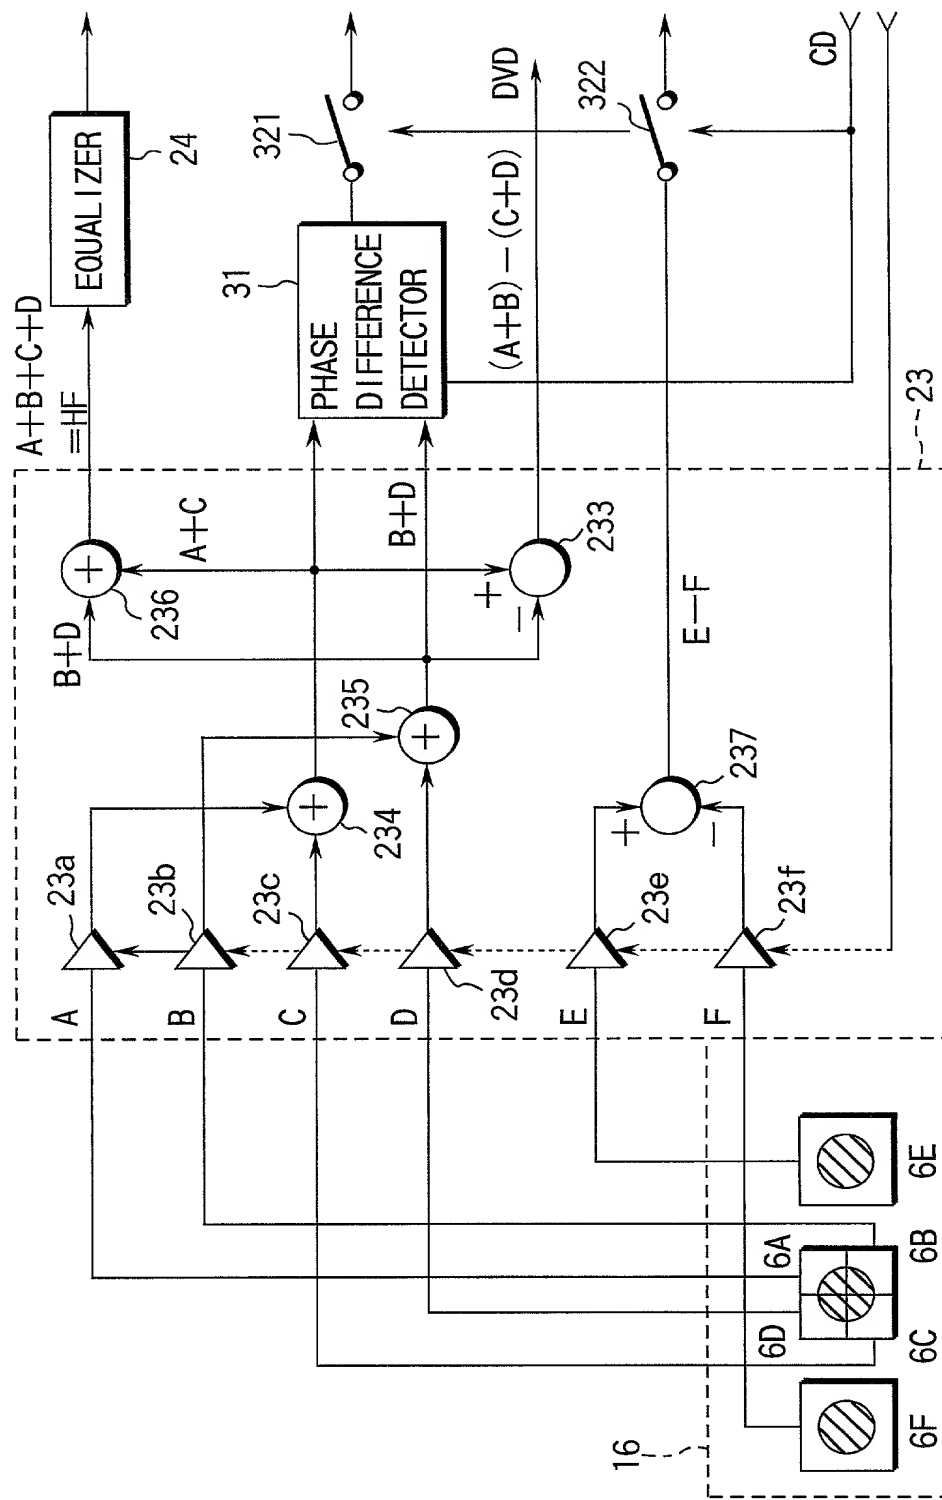 A+B+C+D
=HF
EQUALIZER
24
B+D
236
A+C
31
PHASE
DIFFERENCE
DETECTOR
321
B+D
(A+B)-(C+D)
DVD
322
CD
+
-
233
E-F
23
23a
23b
23c
23d
23e
23f
+
234
+
235
+
-
237
+
A
B
C
D
E
F
16
6F
6D
6C
6A
6B
6E